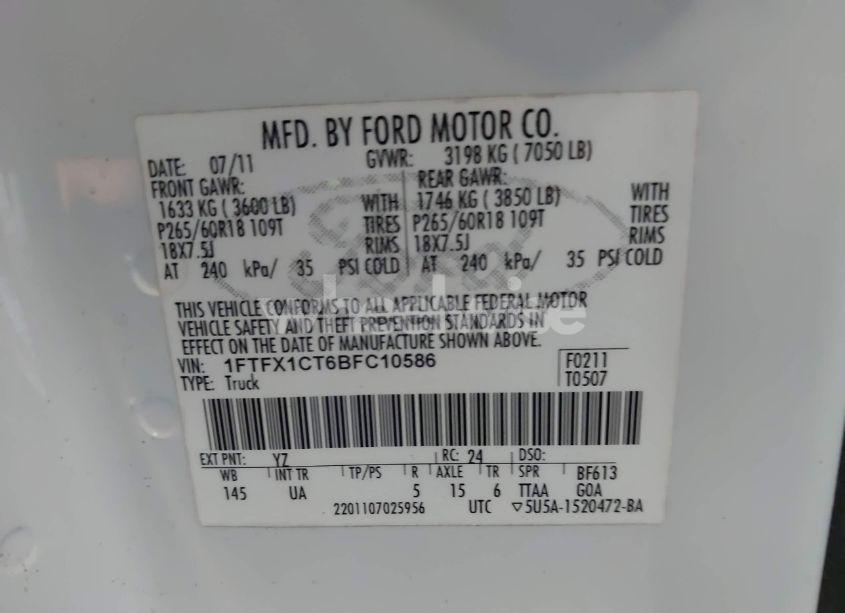 MFD. BY FORD MOTOR CO.
DATE: 07/11 GVWR: 3198 KG ( 7050 LB)
FRONT GAWR: REAR GAWR:
1633 KG ( 3600 LB) WITH 1746 KG ( 3850 LB) WITH
P265/60R18 109T TIRES P265/60R18 109T TIRES
18X7.5J RIMS 18X7.5J RIMS
AT 240 kPa/ 35 PSI COLD AT 240 kPa/ 35 PSI COLD
THIS VEHICLE CONFORMS TO ALL APPLICABLE FEDERAL MOTOR
VEHICLE SAFETY AND THEFT PREVENTION STANDARDS IN
EFFECT ON THE DATE OF MANUFACTURE SHOWN ABOVE.
VIN: 1FTFX1CT6BFC10586 F0211
TYPE: Truck T0507
EXT PNT: YZ RC: 24 DSO:
WB INT TR TP/PS R AXLE TR SPR BF613
145 UA 5 15 6 TTAA GOA
2201107025956 UTC ▽5U5A-1520472-BA